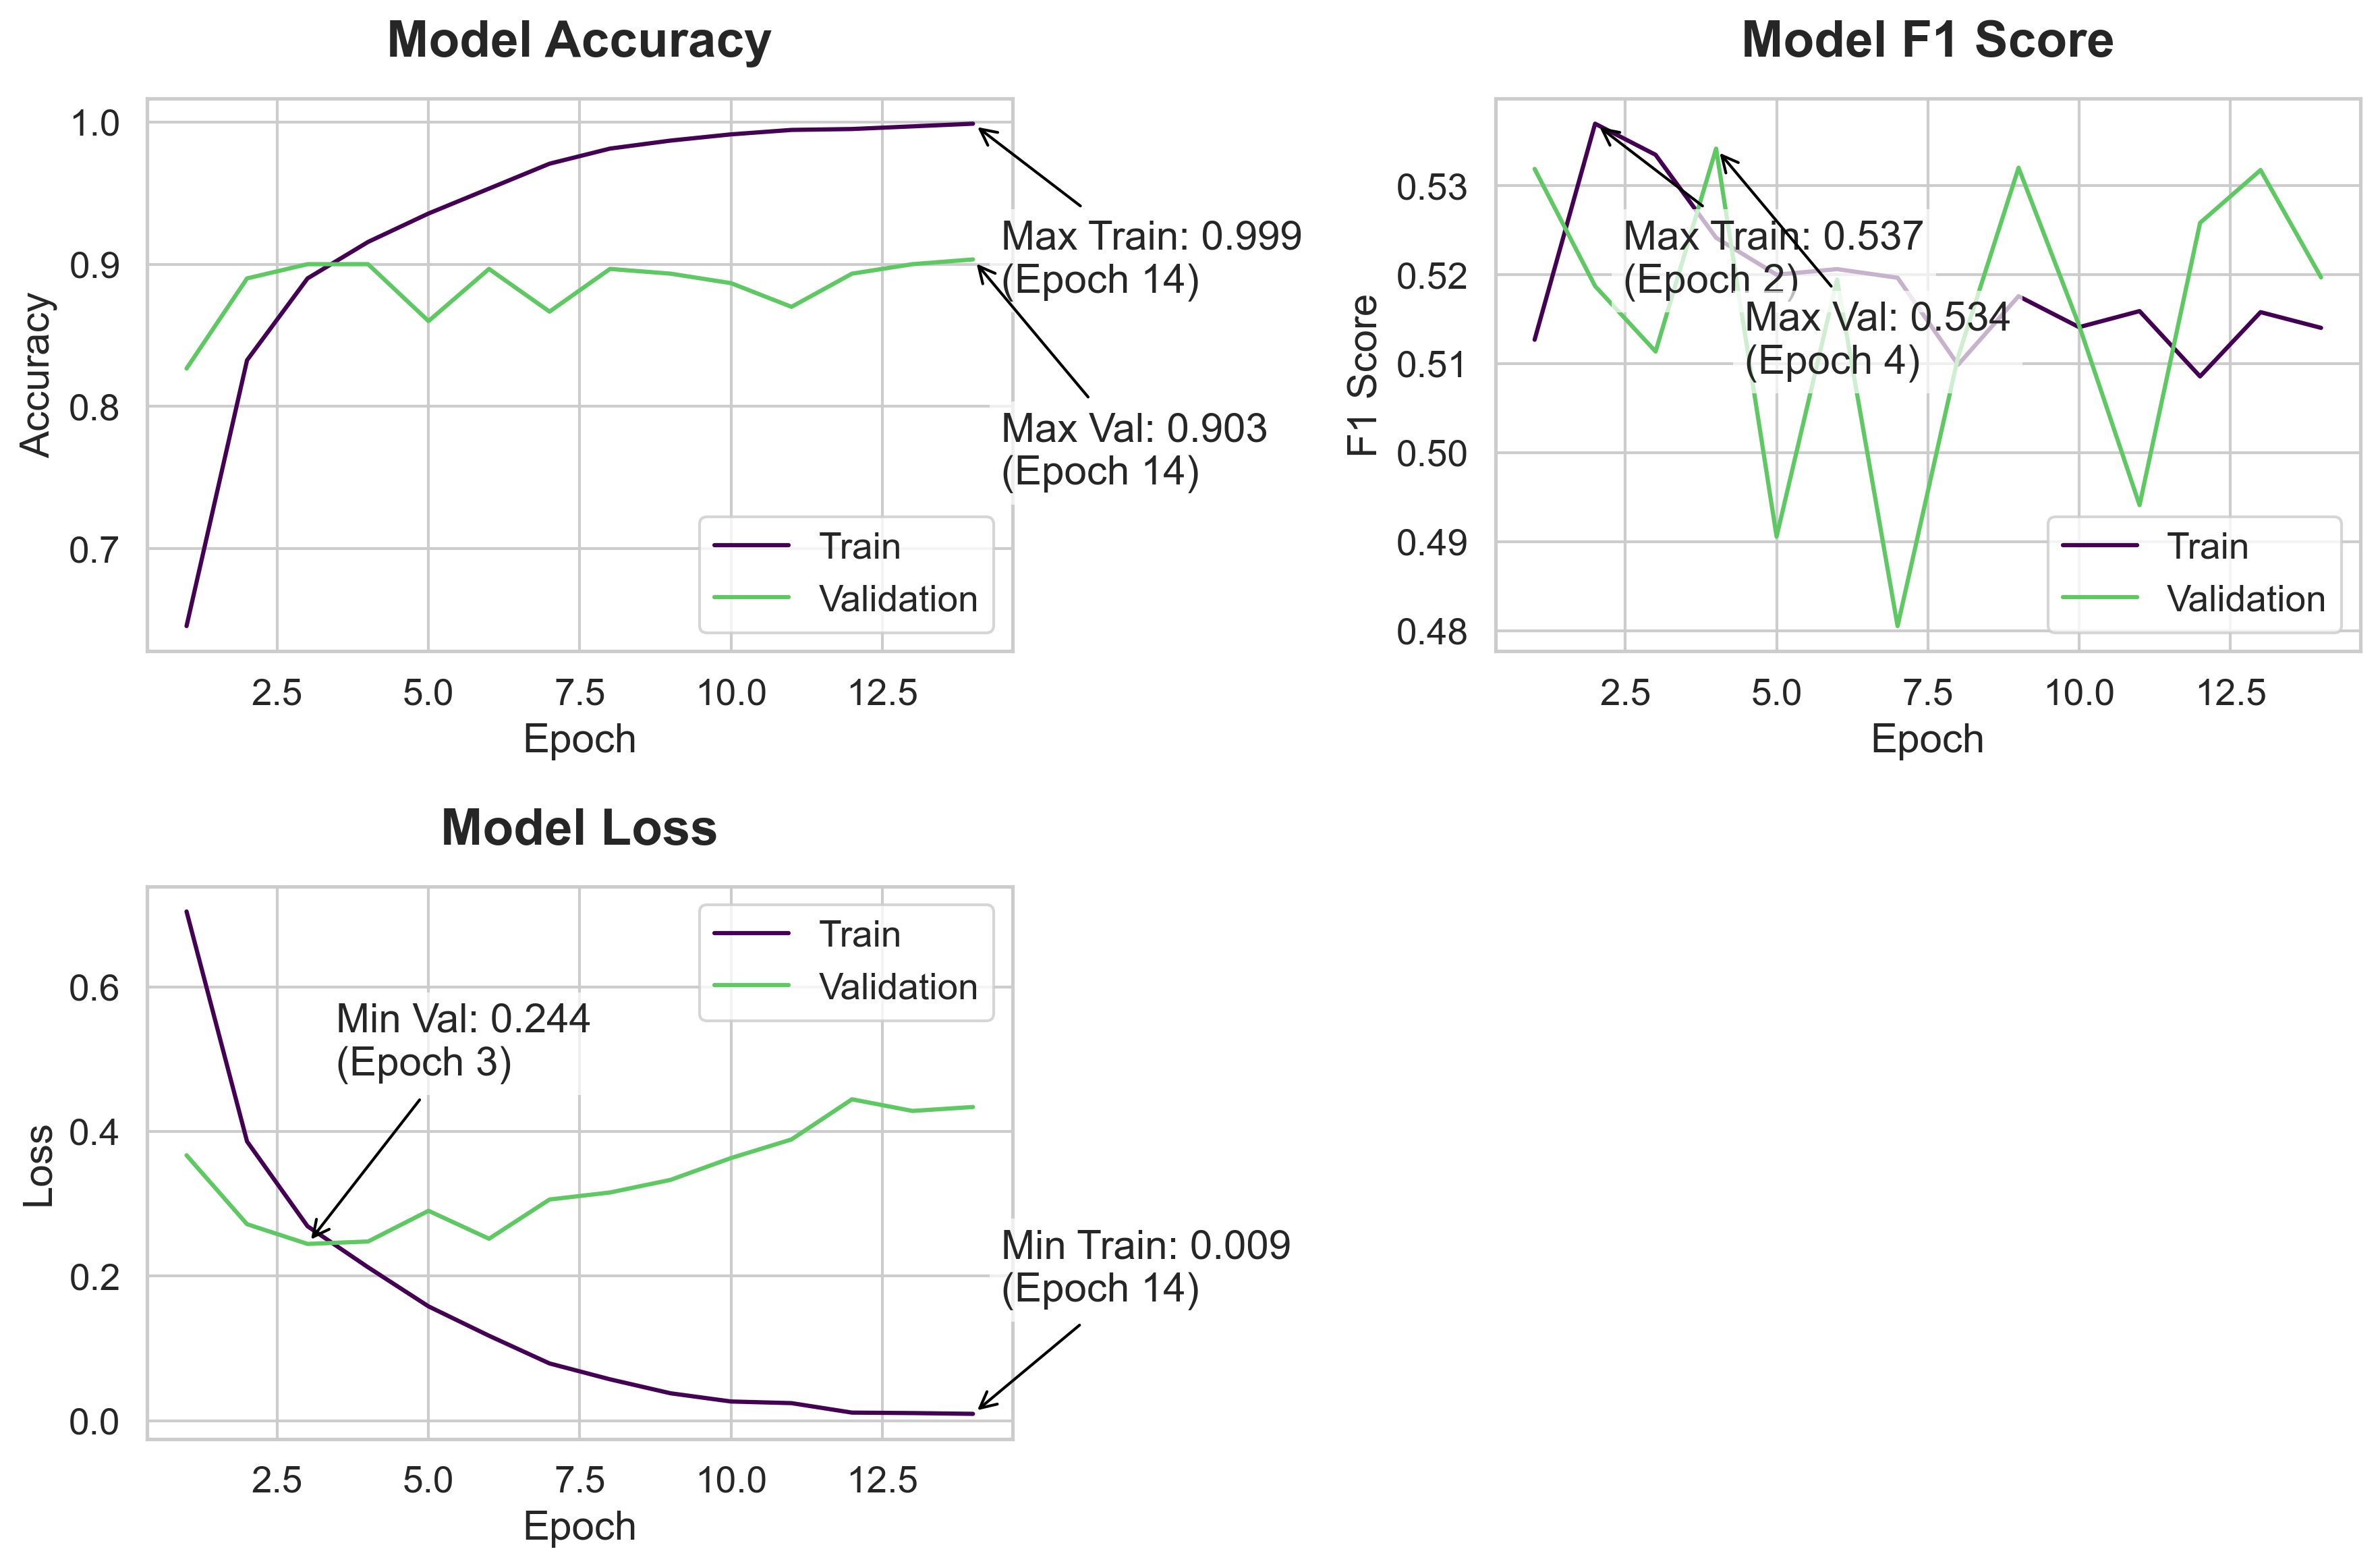 Model Accuracy
1.0
0.9
0.8
0.7
Accuracy
2.5 5.0 7.5 10.0 12.5
Epoch
Max Train: 0.999
(Epoch 14)
Max Val: 0.903
(Epoch 14)
Train
Validation
Model F1 Score
0.53
0.52
0.51
0.50
0.49
0.48
F1 Score
2.5 5.0 7.5 10.0 12.5
Epoch
Max Train: 0.537
(Epoch 2)
Max Val: 0.534
(Epoch 4)
Train
Validation
Model Loss
0.6
0.4
0.2
0.0
Loss
2.5 5.0 7.5 10.0 12.5
Epoch
Train
Validation
Min Val: 0.244
(Epoch 3)
Min Train: 0.009
(Epoch 14)